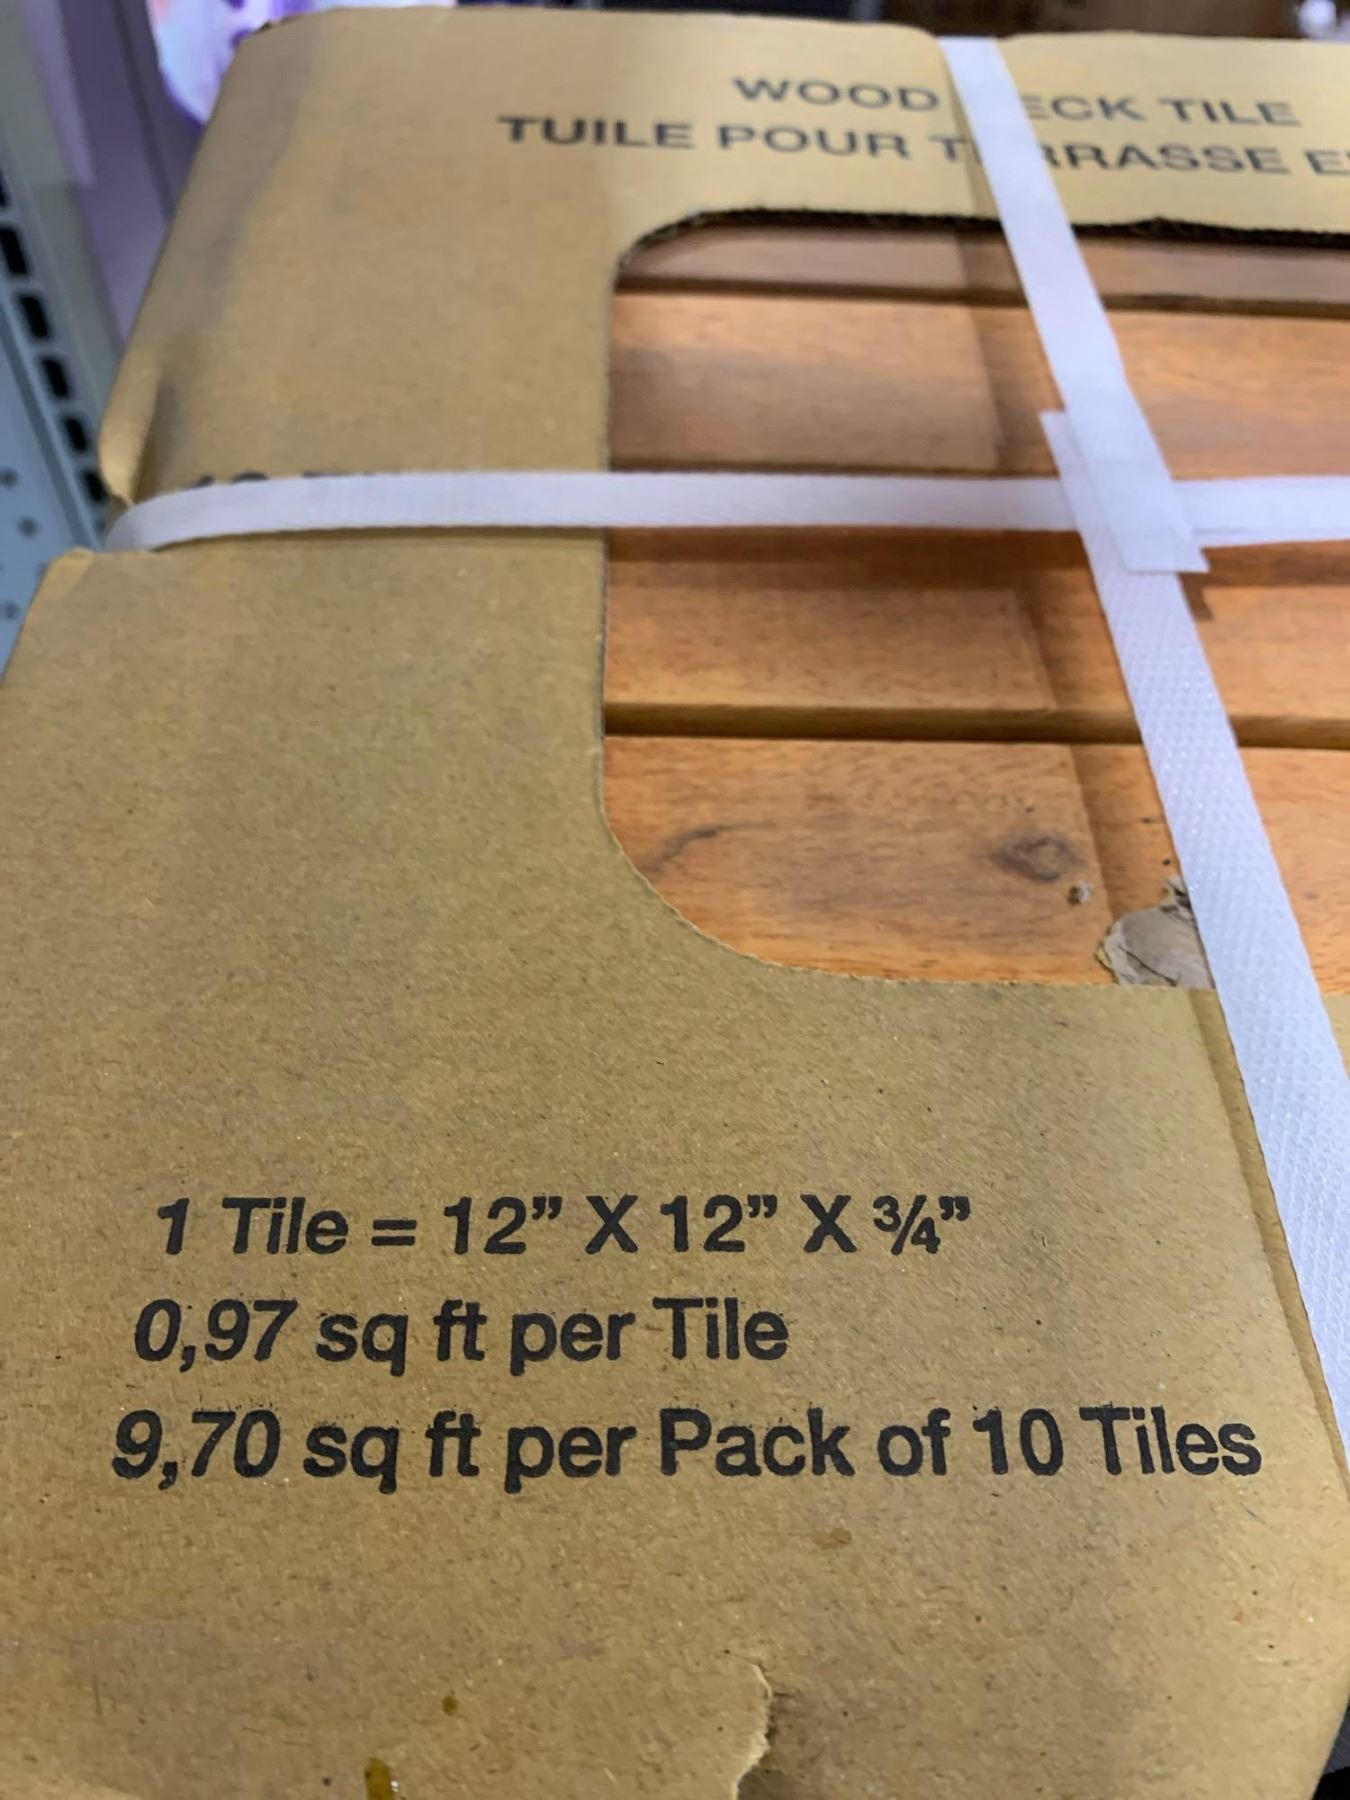 WOOD ECK TILE
TUILE POUR T RRASSE E
1 Tile = 12” X 12” X ¾”
0,97 sq ft per Tile
9,70 sq ft per Pack of 10 Tiles